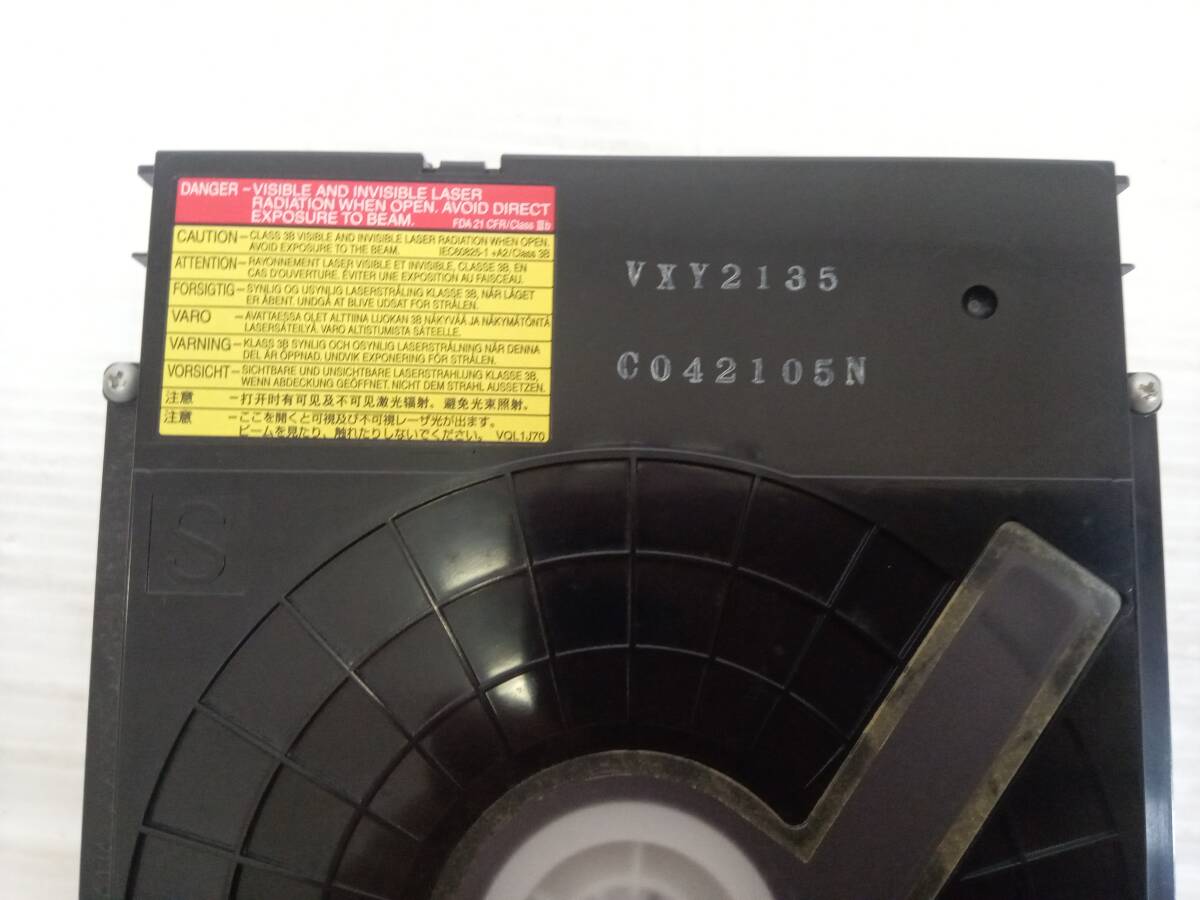 DANGER – VISIBLE AND INVISIBLE LASER
RADIATION WHEN OPEN. AVOID DIRECT
EXPOSURE TO BEAM. FDA 21 CFR/Class IIIb
CAUTION – CLASS 3B VISIBLE AND INVISIBLE LASER RADIATION WHEN OPEN.
AVOID EXPOSURE TO THE BEAM. IEC60825-1 +A2/Class 3B
ATTENTION – RAYONNEMENT LASER VISIBLE ET INVISIBLE, CLASSE 3B, EN
CAS D'OUVERTURE. ÉVITER UNE EXPOSITION AU FAISCEAU.
FORSIGTIG – SYNLIG OG USYNLIG LASERSTRÅLING KLASSE 3B, NÅR LÅGET
ER ÅBENT. UNDGÅ AT BLIVE UDSAT FOR STRÅLEN.
VARO – AVATTAESSA OLET ALTTIINA LUOKAN 3B NÄKYVÄÄ JA NÄKYMÄTÖNTÄ
LASERSÄTEILYÄ. VARO ALTISTUMISTA SÄTEELLE.
VARNING – KLASS 3B SYNLIG OCH OSYNLIG LASERSTRÅLNING NÄR DENNA
DEL ÄR ÖPPNAD. UNDVIK EXPONERING FÖR STRÅLEN.
VORSICHT – SICHTBARE UND UNSICHTBARE LASERSTRAHLUNG KLASSE 3B,
WENN ABDECKUNG GEÖFFNET. NICHT DEM STRAHL AUSSETZEN.
注意 – 打开时有可见及不可见激光辐射。避免光束照射。
注意 – ここを開くと可視及び不可視レーザ光が出ます。
ビームを見たり、触れたりしないでください。 VQL1J70
VXY2135
C042105N
S